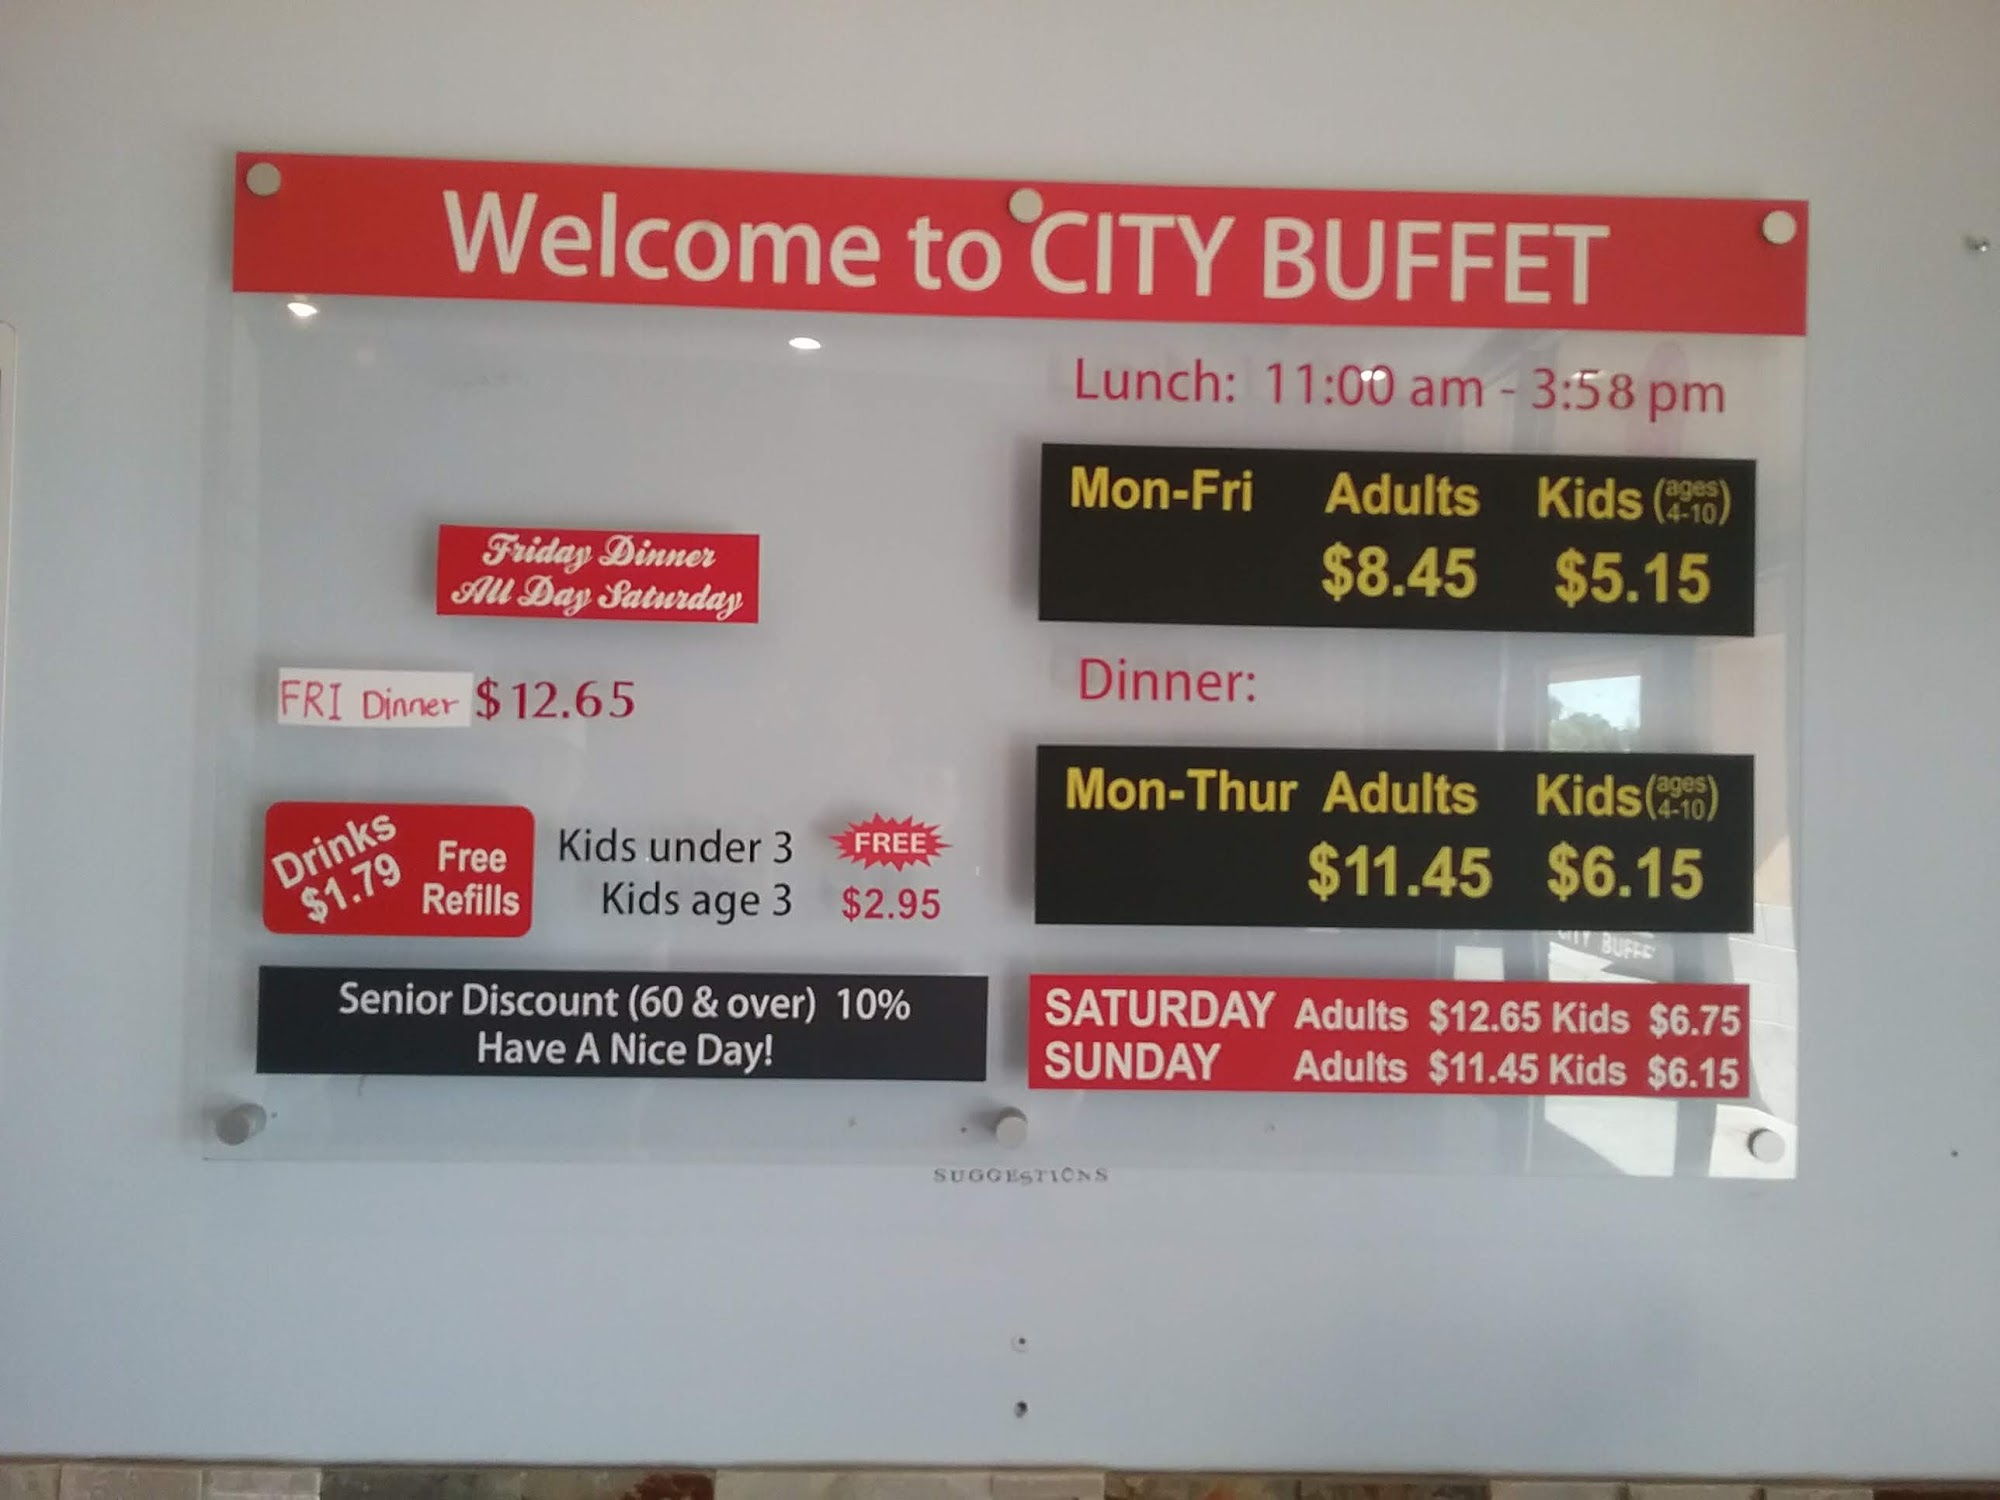 Welcome to CITY BUFFET
Lunch: 11:00 am - 3:58 pm
Mon-Fri Adults Kids (ages 4-10)
$8.45 $5.15
Friday Dinner
All Day Saturday
FRI Dinner $12.65
Dinner:
Mon-Thur Adults Kids (ages 4-10)
$11.45 $6.15
Drinks
$1.79
Free
Refills
Kids under 3 FREE
Kids age 3 $2.95
Senior Discount (60 & over) 10%
Have A Nice Day!
SATURDAY Adults $12.65 Kids $6.75
SUNDAY Adults $11.45 Kids $6.15
CITY BUFFET
SUGGESTIONS